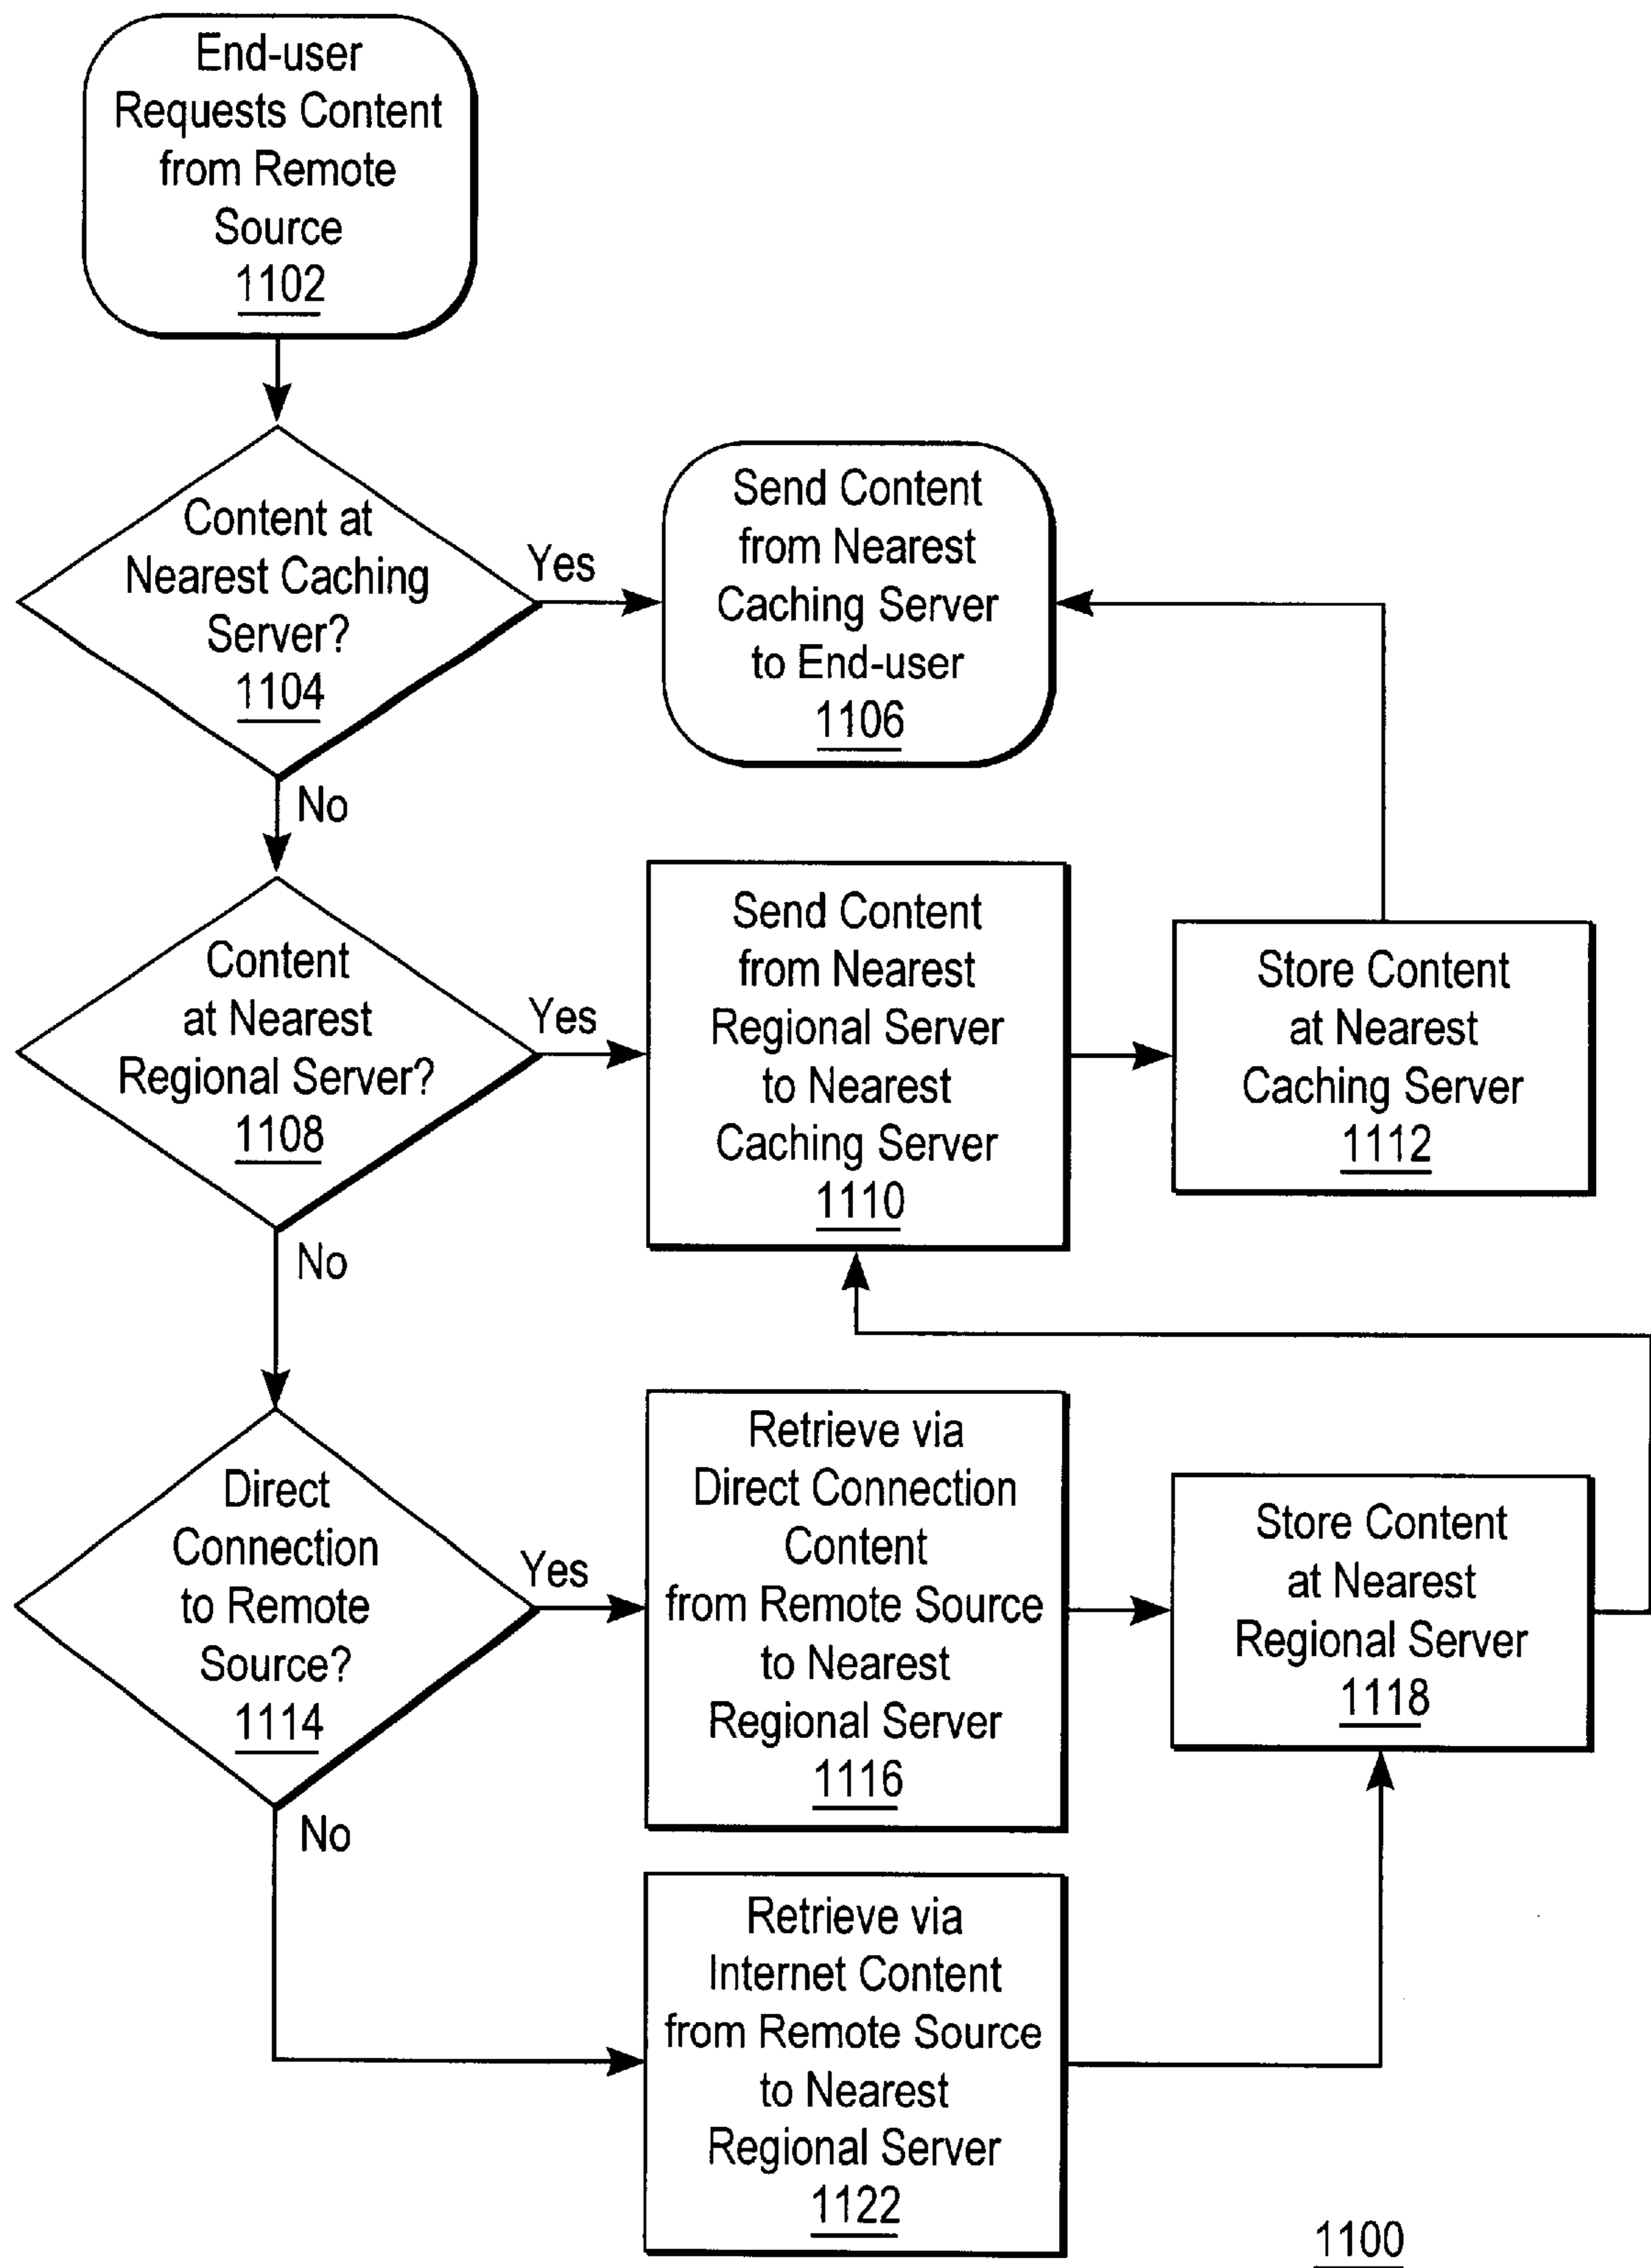 End-user
Requests Content
from Remote
Source
1102
Content at
Nearest Caching
Server?
1104
Yes
Send Content
from Nearest
Caching Server
to End-user
1106
No
Content
at Nearest
Regional Server?
1108
Yes
Send Content
from Nearest
Regional Server
to Nearest
Caching Server
1110
Store Content
at Nearest
Caching Server
1112
No
Direct
Connection
to Remote
Source?
1114
Yes
Retrieve via
Direct Connection
Content
from Remote Source
to Nearest
Regional Server
1116
Store Content
at Nearest
Regional Server
1118
No
Retrieve via
Internet Content
from Remote Source
to Nearest
Regional Server
1122
1100